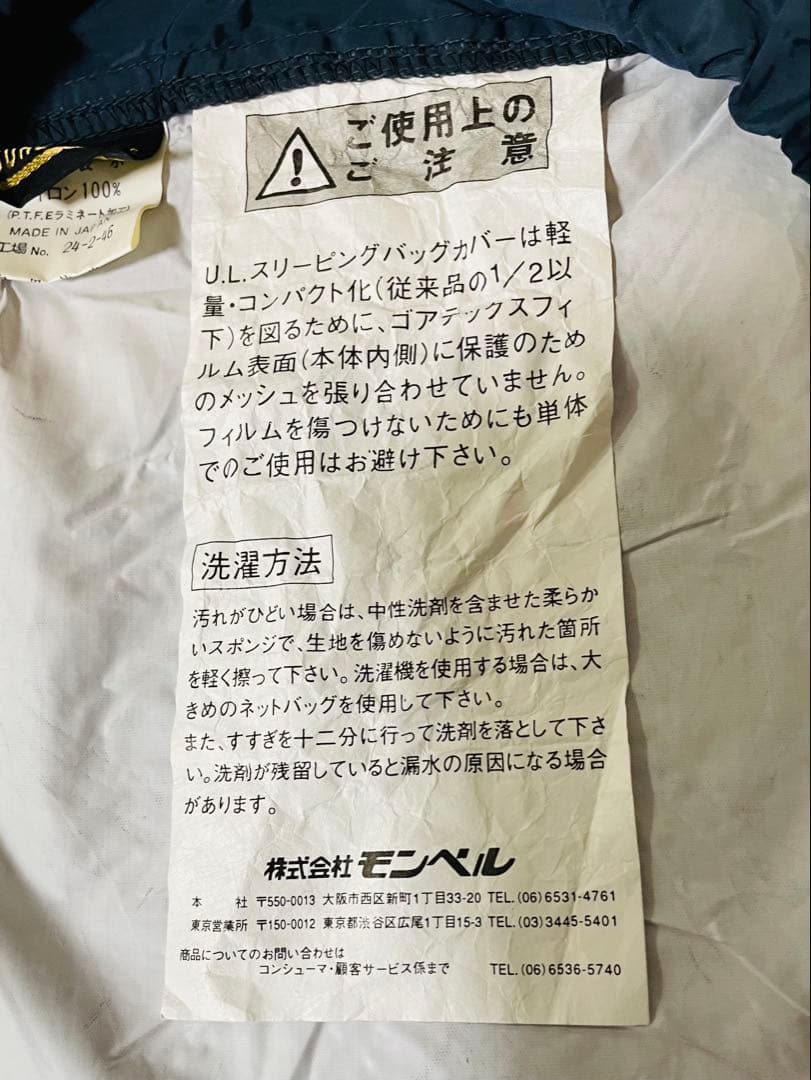 ご使用上の
ご注意
U.L.スリーピングバッグカバーは軽
量・コンパクト化(従来品の1/2以
下)を図るために、ゴアテックスフィ
ルム表面(本体内側)に保護のため
のメッシュを張り合わせていません。
フィルムを傷つけないためにも単体
でのご使用はお避け下さい。
洗濯方法
汚れがひどい場合は、中性洗剤を含ませた柔らか
いスポンジで、生地を傷めないように汚れた箇所
を軽く擦って下さい。洗濯機を使用する場合は、大
きめのネットバッグを使用して下さい。
また、すすぎを十二分に行って洗剤を落として下さ
い。洗剤が残留していると漏水の原因になる場合
があります。
株式会社モンベル
本社 〒550-0013 大阪市西区新町1丁目33-20 TEL.(06)6531-4761
東京営業所 〒150-0012 東京都渋谷区広尾1丁目15-3 TEL.(03)3445-5401
商品についてのお問い合わせは
コンシューマ・顧客サービス係まで TEL.(06)6536-5740
ロン100%
(P.T.F.Eラミネート加工)
MADE IN JAPAN
工場No. 24-2-46